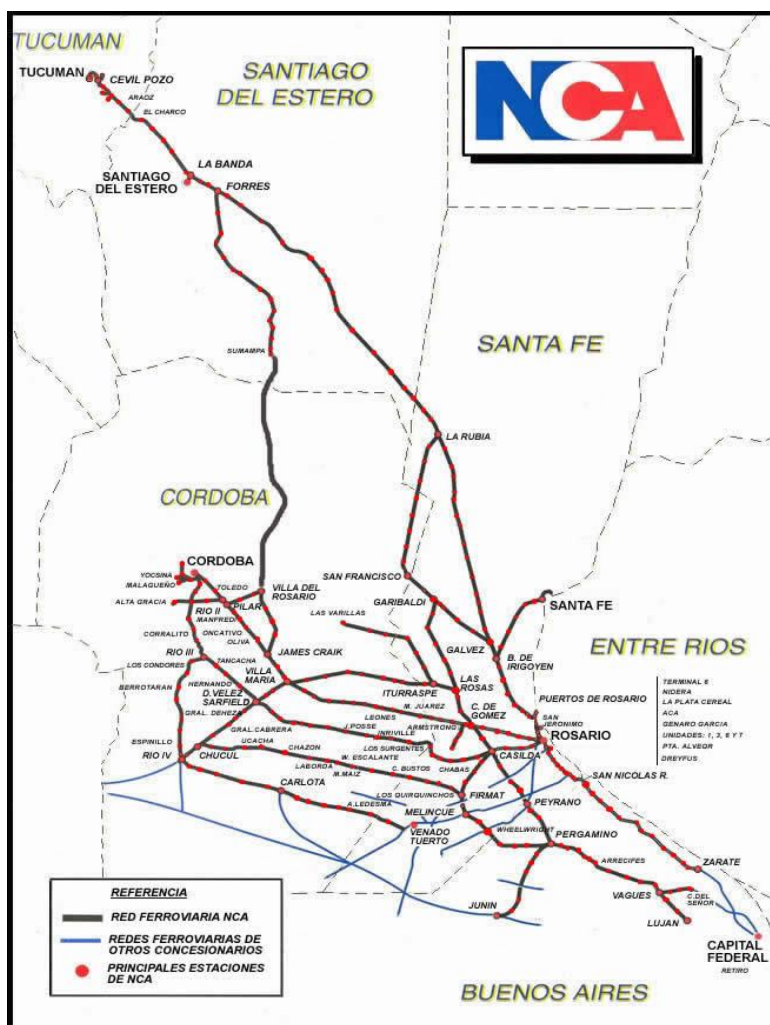 TUCUMAN
TUCUMAN
CEVIL POZO
ARAOZ
EL CHARCO
SANTIAGO
DEL ESTERO
NCA
LA BANDA
SANTIAGO
DEL ESTERO
FORRES
SUMAMPA
SANTA FE
LA RUBIA
CORDOBA
CORDOBA
YOCSINA
MALAGUEÑO
TOLEDO
ALTA GRACIA
RIO II
PILAR
VILLA DEL
ROSARIO
MANFREDI
ONCATIVO
OLIVA
CORRALITO
SAN FRANCISCO
GARIBALDI
LAS VARILLAS
SANTA FE
GALVEZ
B. DE
IRIGOYEN
ENTRE RIOS
JAMES CRAIK
RIO III
TANCACHA
LOS CONDORES
BERROTARAN
HERNANDO
VILLA
MARIA
D.VELEZ
SARFIELD
GRAL. DEHEZA
ITURRASPE
LAS
ROSAS
M. JUAREZ
C. DE
GOMEZ
LEONES
ARMSTRONG
J.POSSE
INRIVILLE
LOS SURGENTES
PUERTOS DE ROSARIO
TERMINAL 6
NIDERA
LA PLATA CEREAL
ACA
GENARO GARCIA
UNIDADES: 1, 3, 6 Y 7
PTA. ALVEOR
DREYFUS
SAN
JERONIMO
ROSARIO
CASILDA
GRAL.CABRERA
UCACHA
ESPINILLO
RIO IV
CHUCUL
CHAZON
W. ESCALANTE
LABORDA
M.MAIZ
C. BUSTOS
CHABAS
CARLOTA
LOS QUIRQUINCHOS
FIRMAT
SAN NICOLAS R.
A.LEDESMA
MELINCUE
PEYRANO
VENADO
TUERTO
WHEELWRIGHT
PERGAMINO
ARRECIFES
ZARATE
VAGUES
C.DEL
SEÑOR
JUNIN
LUJAN
CAPITAL
FEDERAL
RETIRO
BUENOS AIRES
REFERENCIA
RED FERROVIARIA NCA
REDES FERROVIARIAS DE
OTROS CONCESIONARIOS
PRINCIPALES ESTACIONES
DE NCA